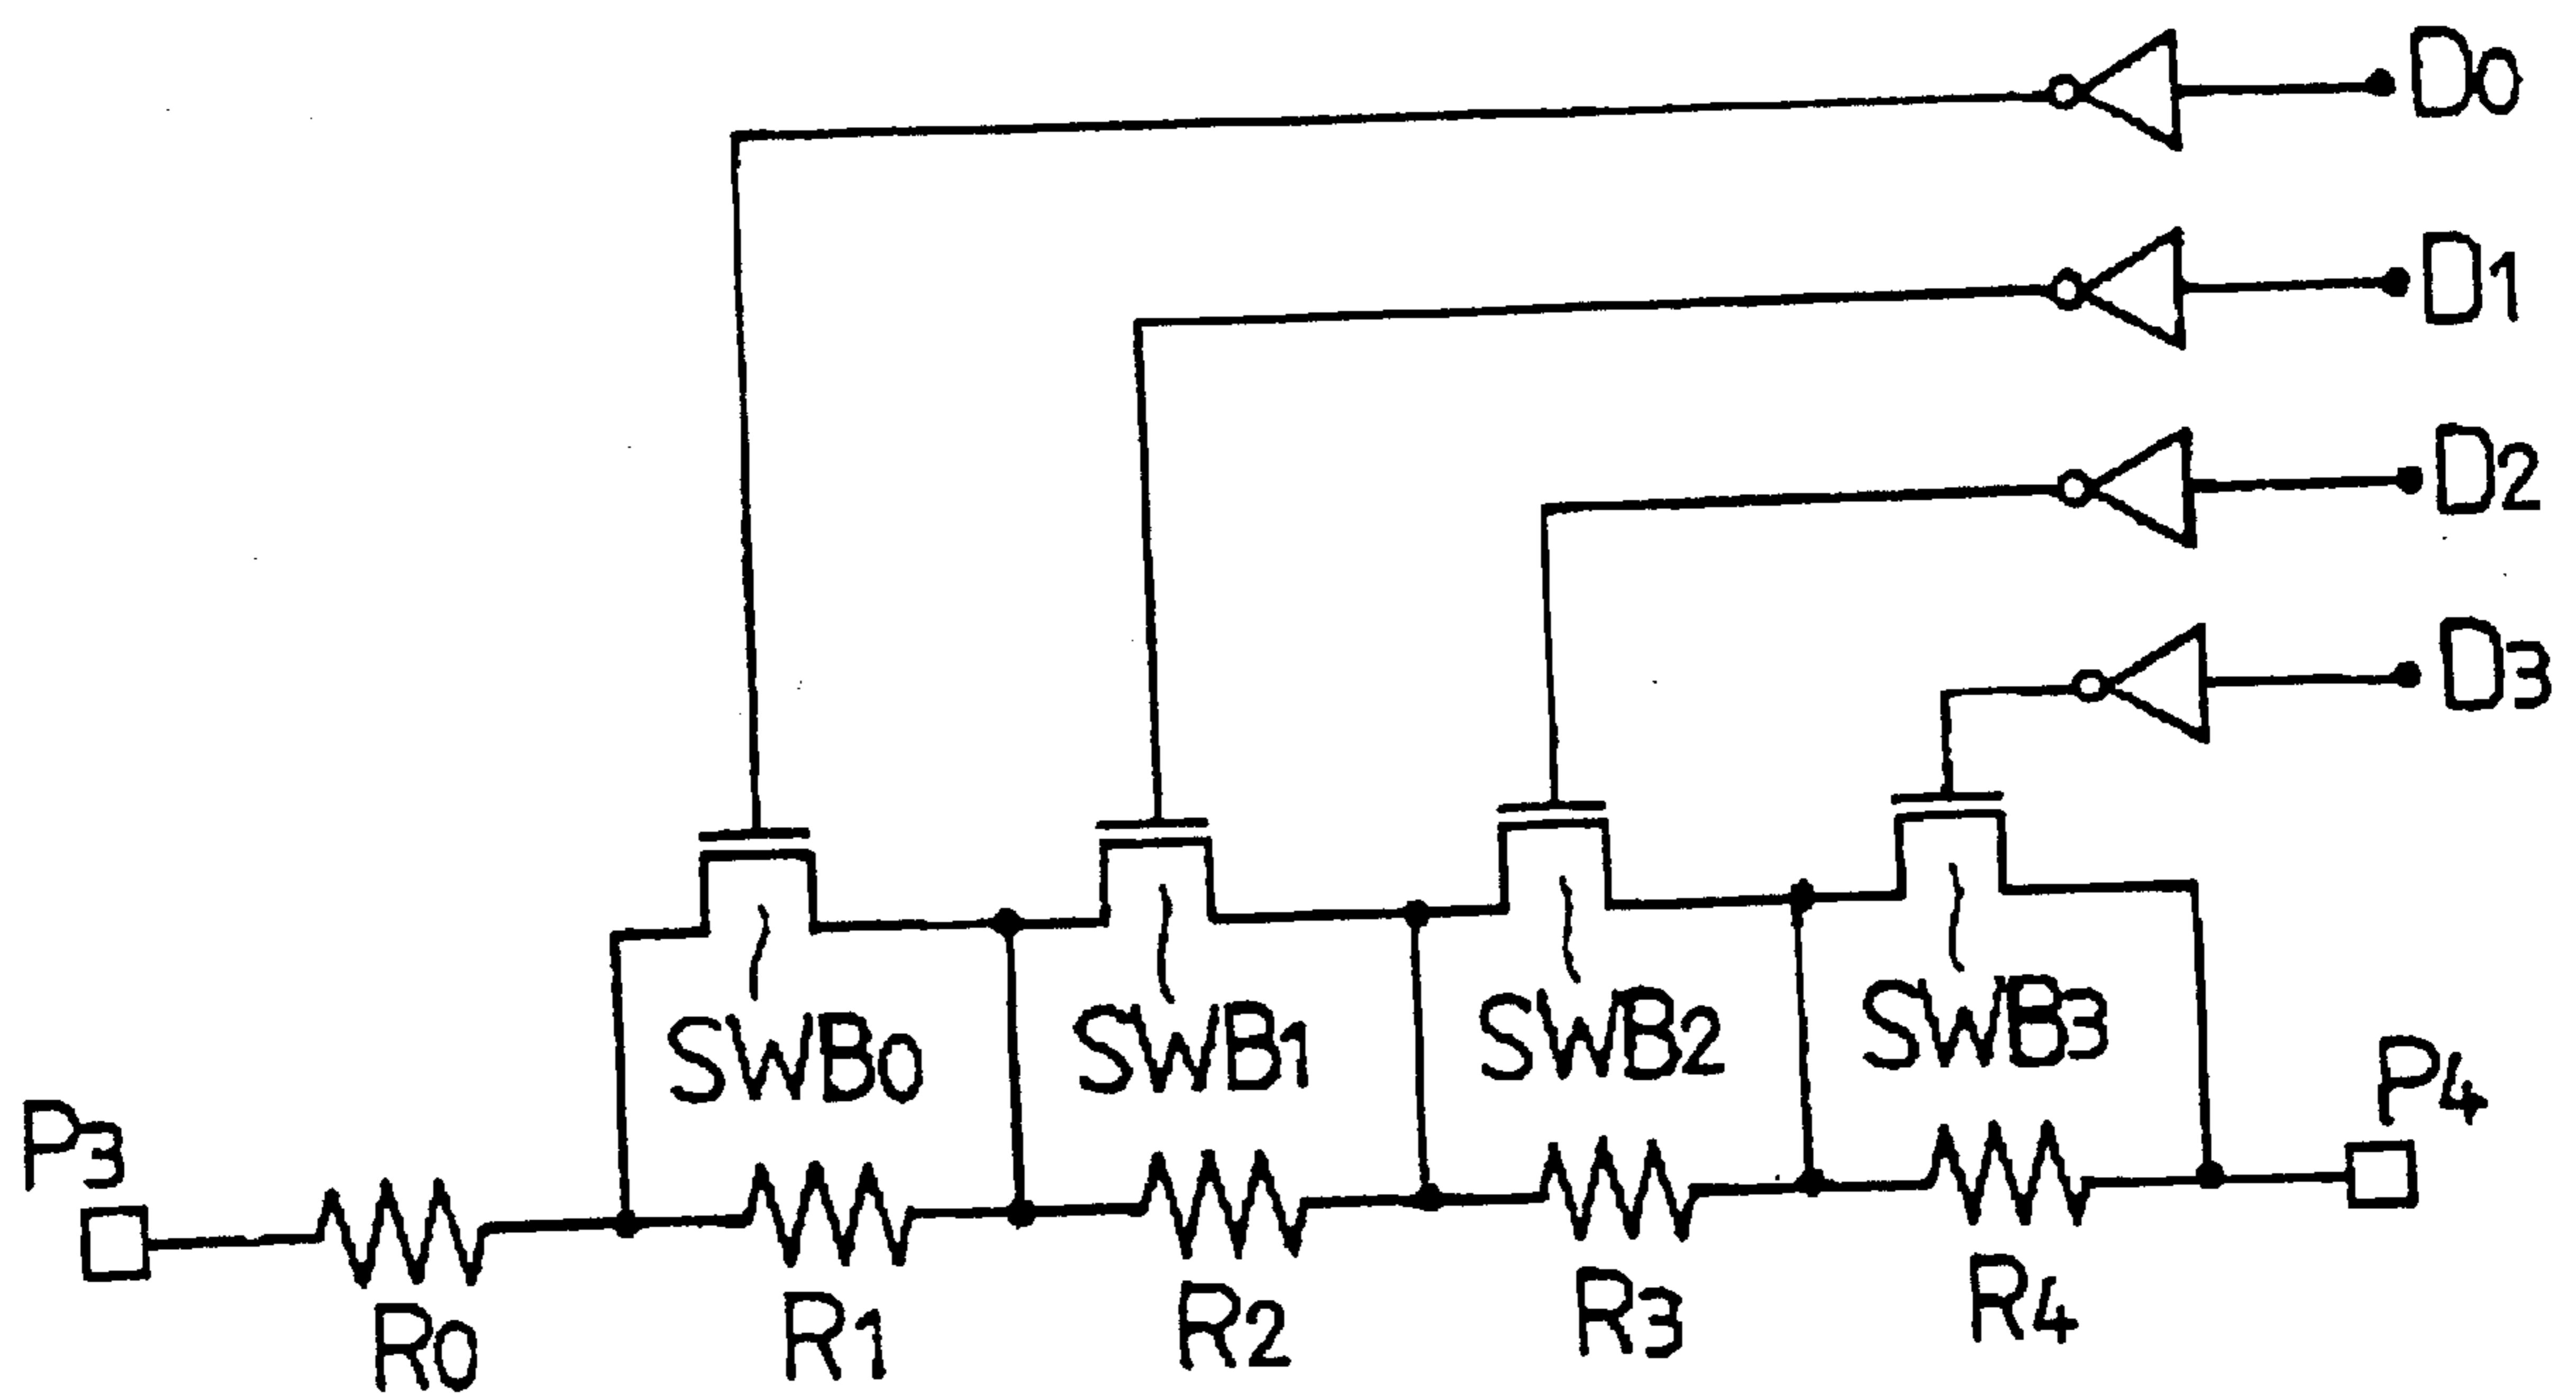 D0
D1
D2
D3
SWB0 SWB1 SWB2 SWB3
P3 P4
R0 R1 R2 R3 R4